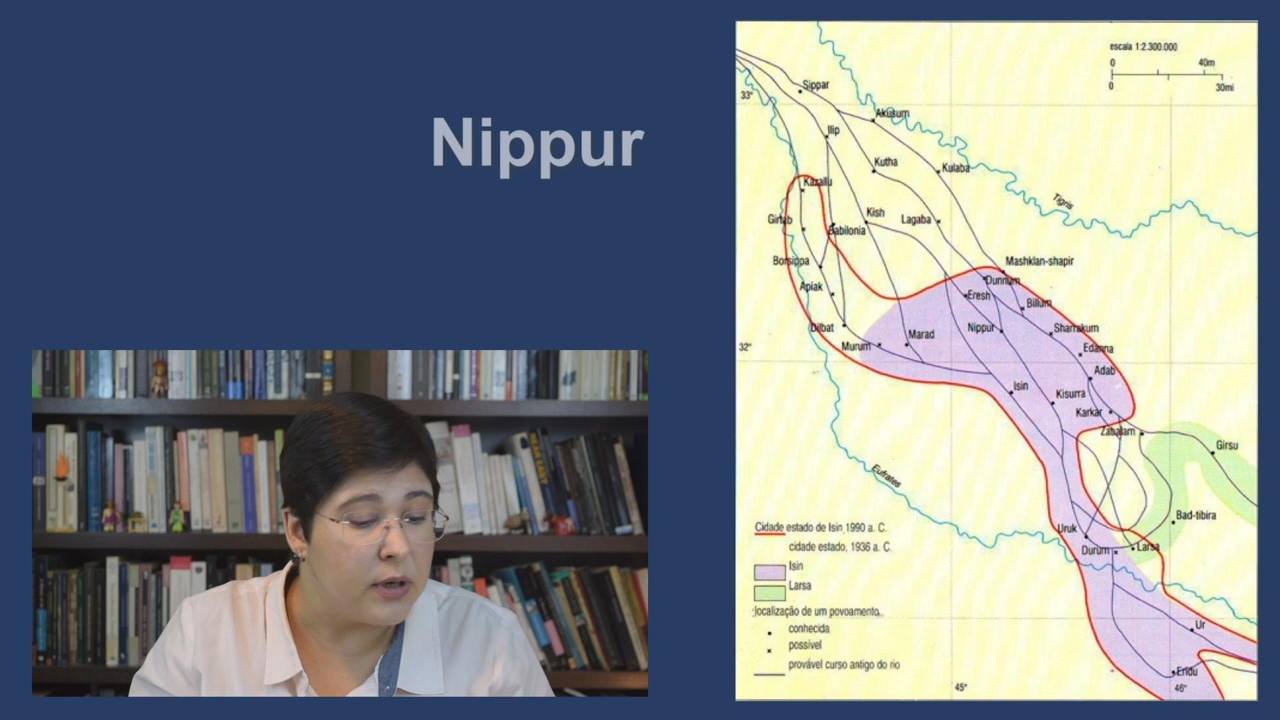 Nippur
escala 1:2.300.000
0 40m
0 30mi
33°
Sippar
Akusum
Ilip
Kutha
Kulaba
Tigris
Kazallu
Girtab
Kish
Lagaba
Babilonia
Borsippa
Mashklan-shapir
Apiak
Dunnum
Eresh
Billum
Dilbat
Nippur
Sharrakum
32°
Murum
Marad
Edanna
Adab
Isin
Kisurra
Karkar
Zabalam
Girsu
Eufrates
Bad-tibira
Uruk
Durum
Larsa
Cidade estado de Isin 1990 a. C.
cidade estado, 1936 a. C.
Isin
Larsa
localização de um povoamento
conhecida
possível
provável curso antigo do rio
Ur
Eridu
45°
46°